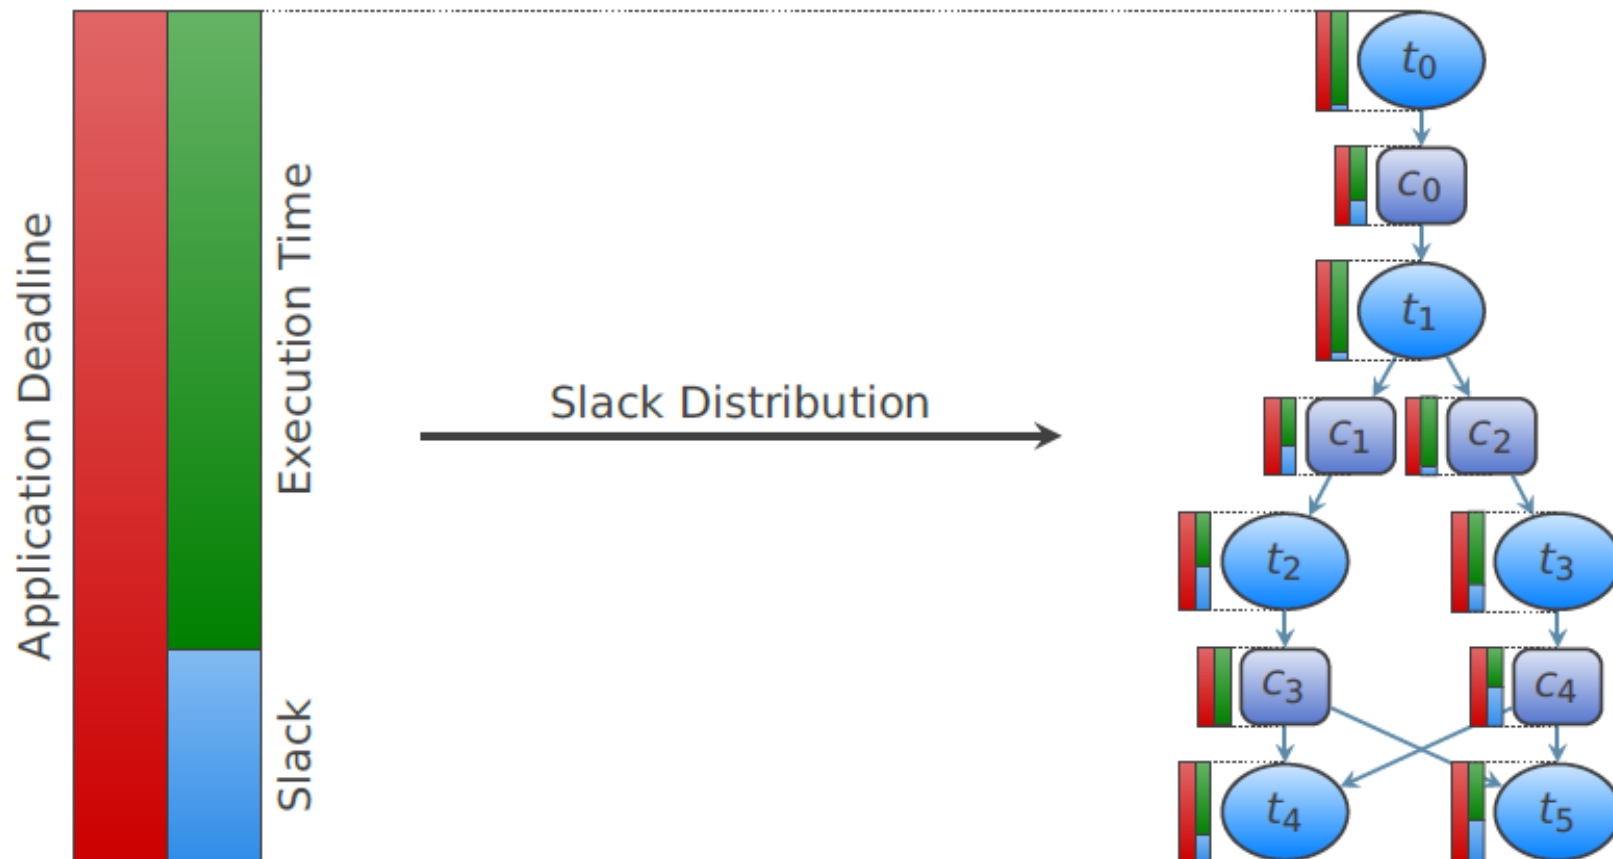 Application Deadline
Execution Time
Slack
Slack Distribution
t0
c0
t1
c1
c2
t2
t3
c3
c4
t4
t5